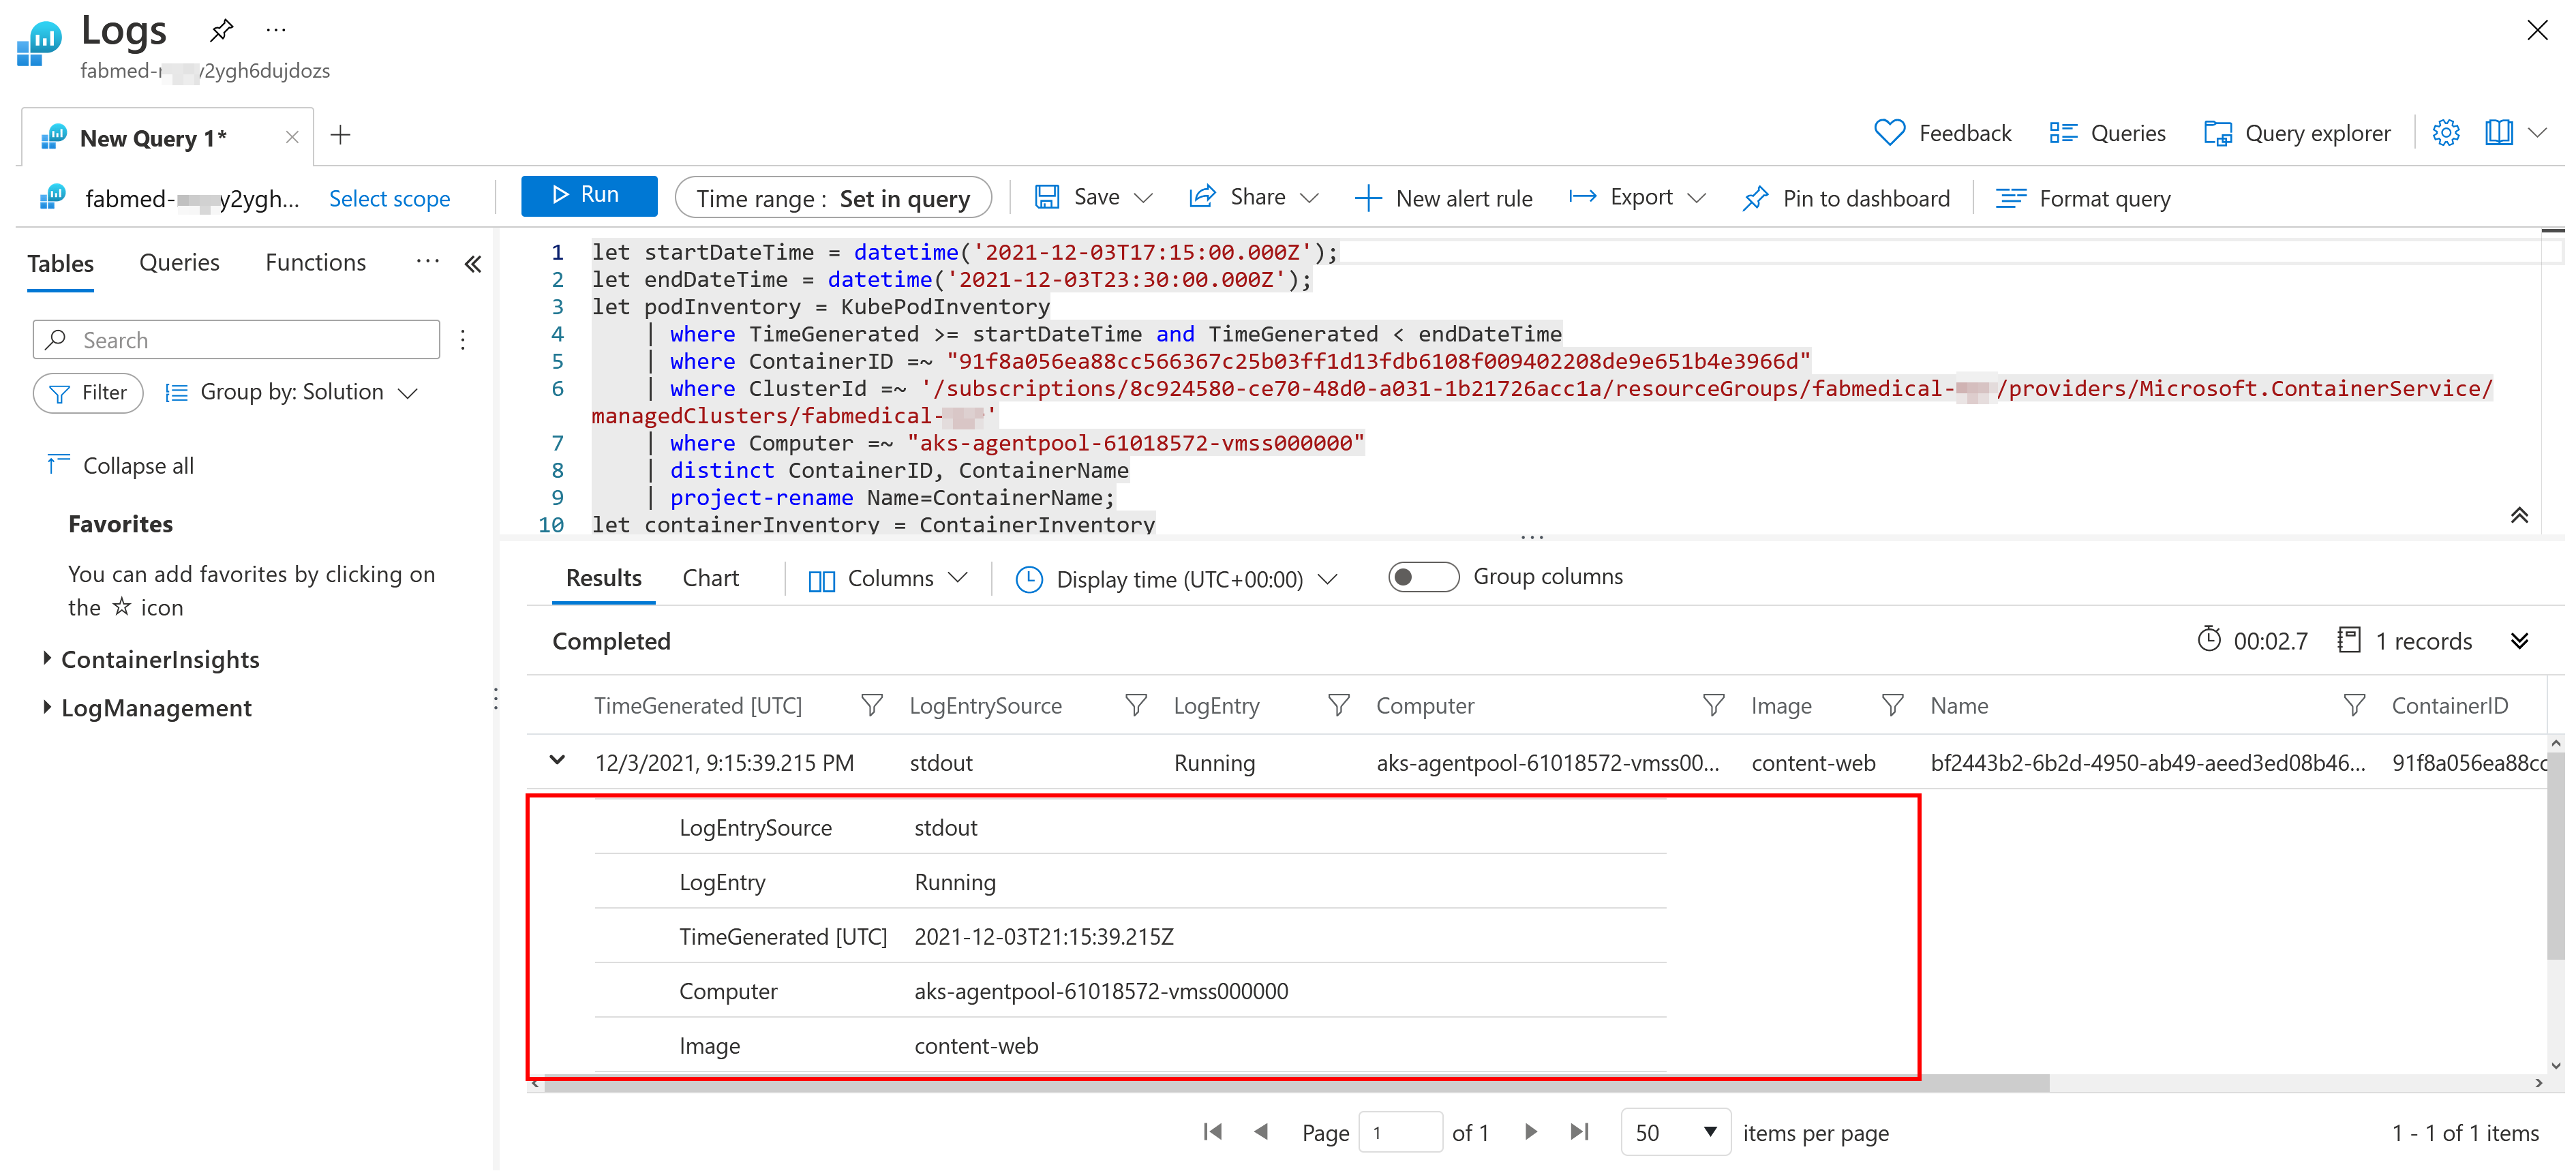 Logs
...
fabmed-    y2ygh6dujdozs
New Query 1*
Feedback
Queries
Query explorer
fabmed-    y2ygh...
Select scope
Run
Time range : Set in query
Save
Share
New alert rule
Export
Pin to dashboard
Format query
Tables
Queries
Functions
...
Search
Filter
Group by: Solution
Collapse all
Favorites
You can add favorites by clicking on
the ☆ icon
ContainerInsights
LogManagement
1 let startDateTime = datetime('2021-12-03T17:15:00.000Z');
2 let endDateTime = datetime('2021-12-03T23:30:00.000Z');
3 let podInventory = KubePodInventory
4 | where TimeGenerated >= startDateTime and TimeGenerated < endDateTime
5 | where ContainerID =~ "91f8a056ea88cc566367c25b03ff1d13fdb6108f009402208de9e651b4e3966d"
6 | where ClusterId =~ '/subscriptions/8c924580-ce70-48d0-a031-1b21726acc1a/resourceGroups/fabmedical-    /providers/Microsoft.ContainerService/
managedClusters/fabmedical-    '
7 | where Computer =~ "aks-agentpool-61018572-vmss000000"
8 | distinct ContainerID, ContainerName
9 | project-rename Name=ContainerName;
10 let containerInventory = ContainerInventory
Results
Chart
Columns
Display time (UTC+00:00)
Group columns
Completed
00:02.7
1 records
TimeGenerated [UTC] LogEntrySource LogEntry Computer Image Name ContainerID
12/3/2021, 9:15:39.215 PM stdout Running aks-agentpool-61018572-vmss00... content-web bf2443b2-6b2d-4950-ab49-aeed3ed08b46... 91f8a056ea88cc
LogEntrySource stdout
LogEntry Running
TimeGenerated [UTC] 2021-12-03T21:15:39.215Z
Computer aks-agentpool-61018572-vmss000000
Image content-web
Page 1 of 1
50 items per page
1 - 1 of 1 items